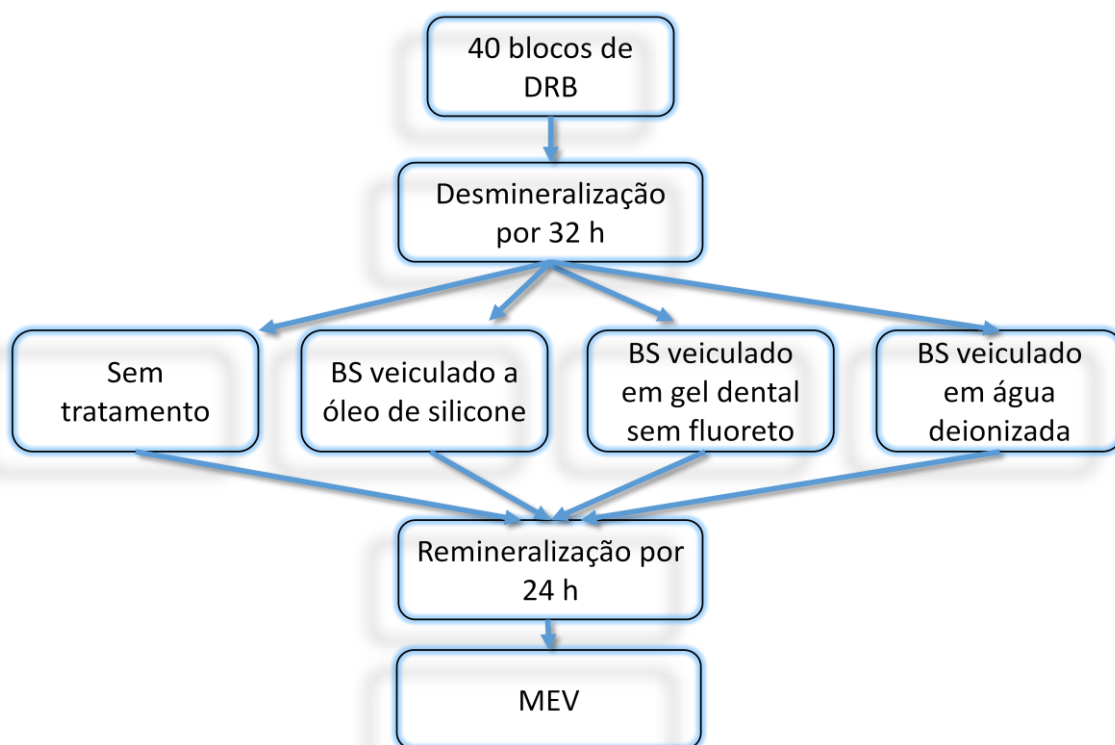 40 blocos de
DRB
Desmineralização
por 32 h
Sem
tratamento
BS veiculado a
óleo de silicone
BS veiculado
em gel dental
sem fluoreto
BS veiculado
em água
deionizada
Remineralização por
24 h
MEV